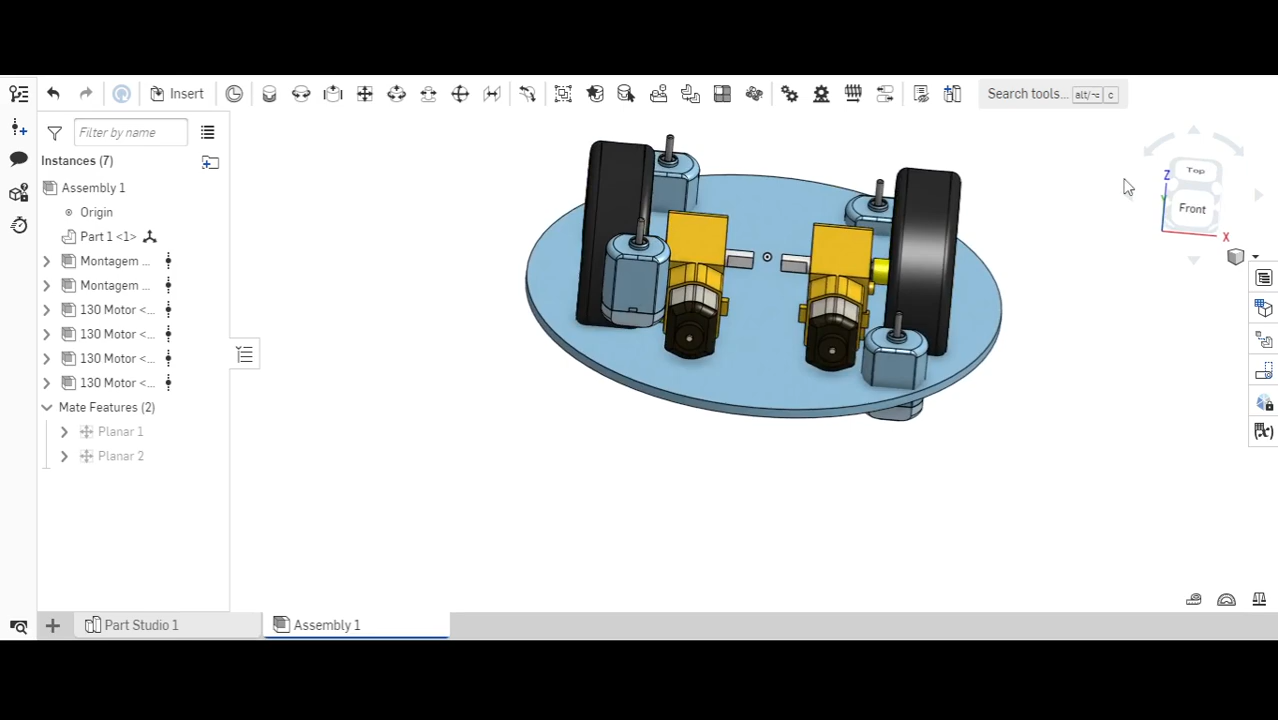 Insert
Search tools... alt/⌥ c
Filter by name
Instances (7)
Assembly 1
Origin
Part 1 <1>
Montagem ...
Montagem ...
130 Motor <...
130 Motor <...
130 Motor <...
130 Motor <...
Mate Features (2)
Planar 1
Planar 2
Top
Front
Z
Y
X
Part Studio 1
Assembly 1